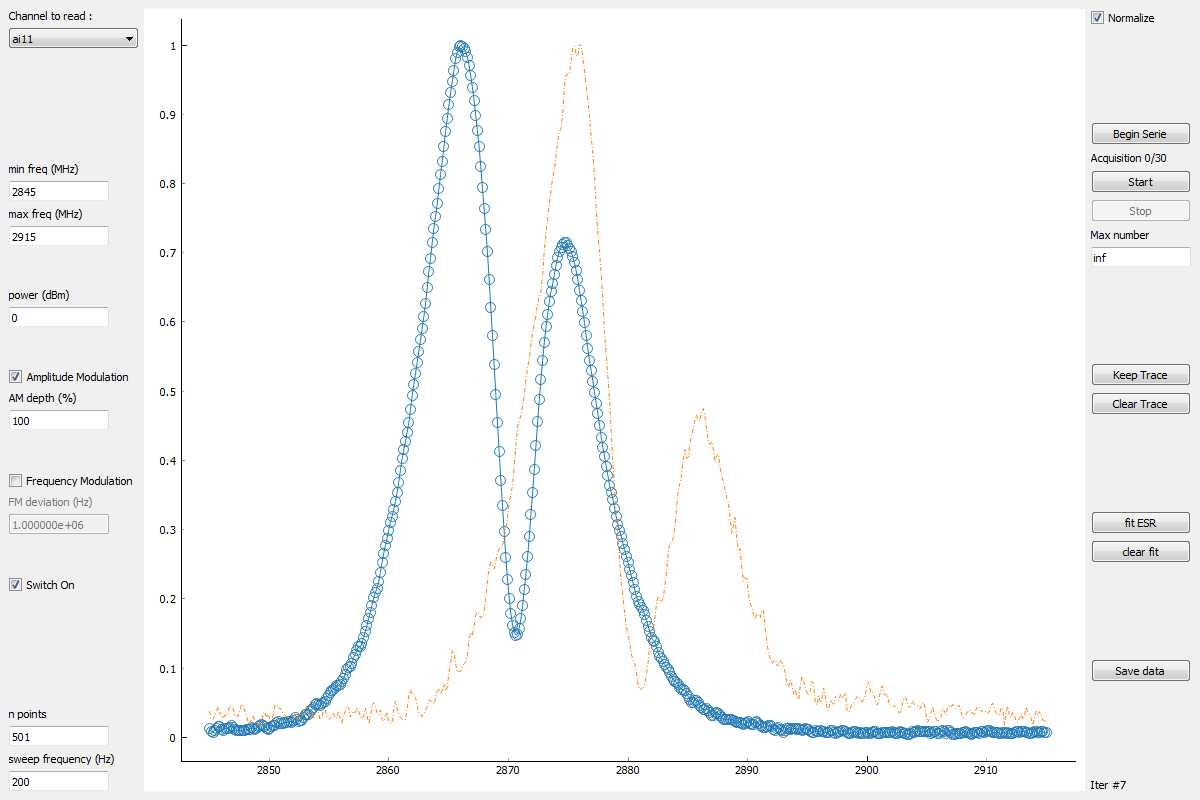 Channel to read :
ai11
min freq (MHz)
2845
max freq (MHz)
2915
power (dBm)
0
Amplitude Modulation
AM depth (%)
100
Frequency Modulation
FM deviation (Hz)
1.000000e+06
Switch On
n points
501
sweep frequency (Hz)
200
1
0.9
0.8
0.7
0.6
0.5
0.4
0.3
0.2
0.1
0
2850 2860 2870 2880 2890 2900 2910
Normalize
Begin Serie
Acquisition 0/30
Start
Stop
Max number
inf
Keep Trace
Clear Trace
fit ESR
clear fit
Save data
Iter #7